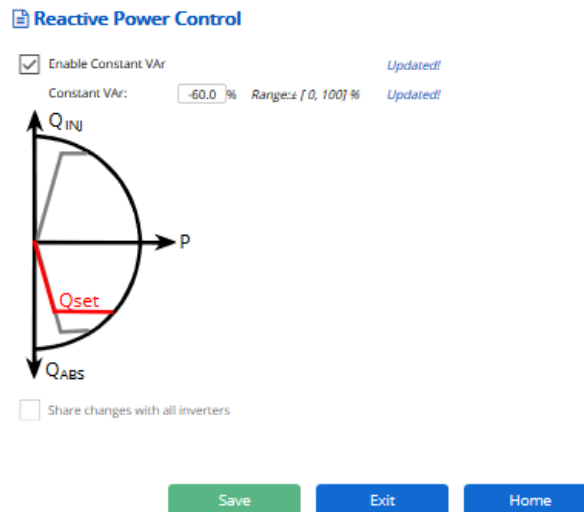 Reactive Power Control
Enable Constant VAr Updated!
Constant VAr: -60.0 % Range:± [ 0, 100] % Updated!
QINJ
P
Qset
QABS
Share changes with all inverters
Save Exit Home